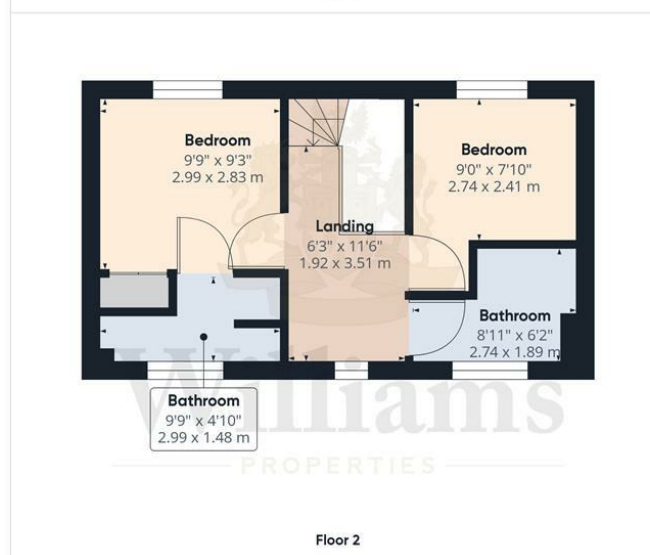 Bedroom
9'9" x 9'3"
2.99 x 2.83 m
Bedroom
9'0" x 7'10"
2.74 x 2.41 m
Landing
6'3" x 11'6"
1.92 x 3.51 m
Bathroom
8'11" x 6'2"
2.74 x 1.89 m
Bathroom
9'9" x 4'10"
2.99 x 1.48 m
Williams
PROPERTIES
Floor 2